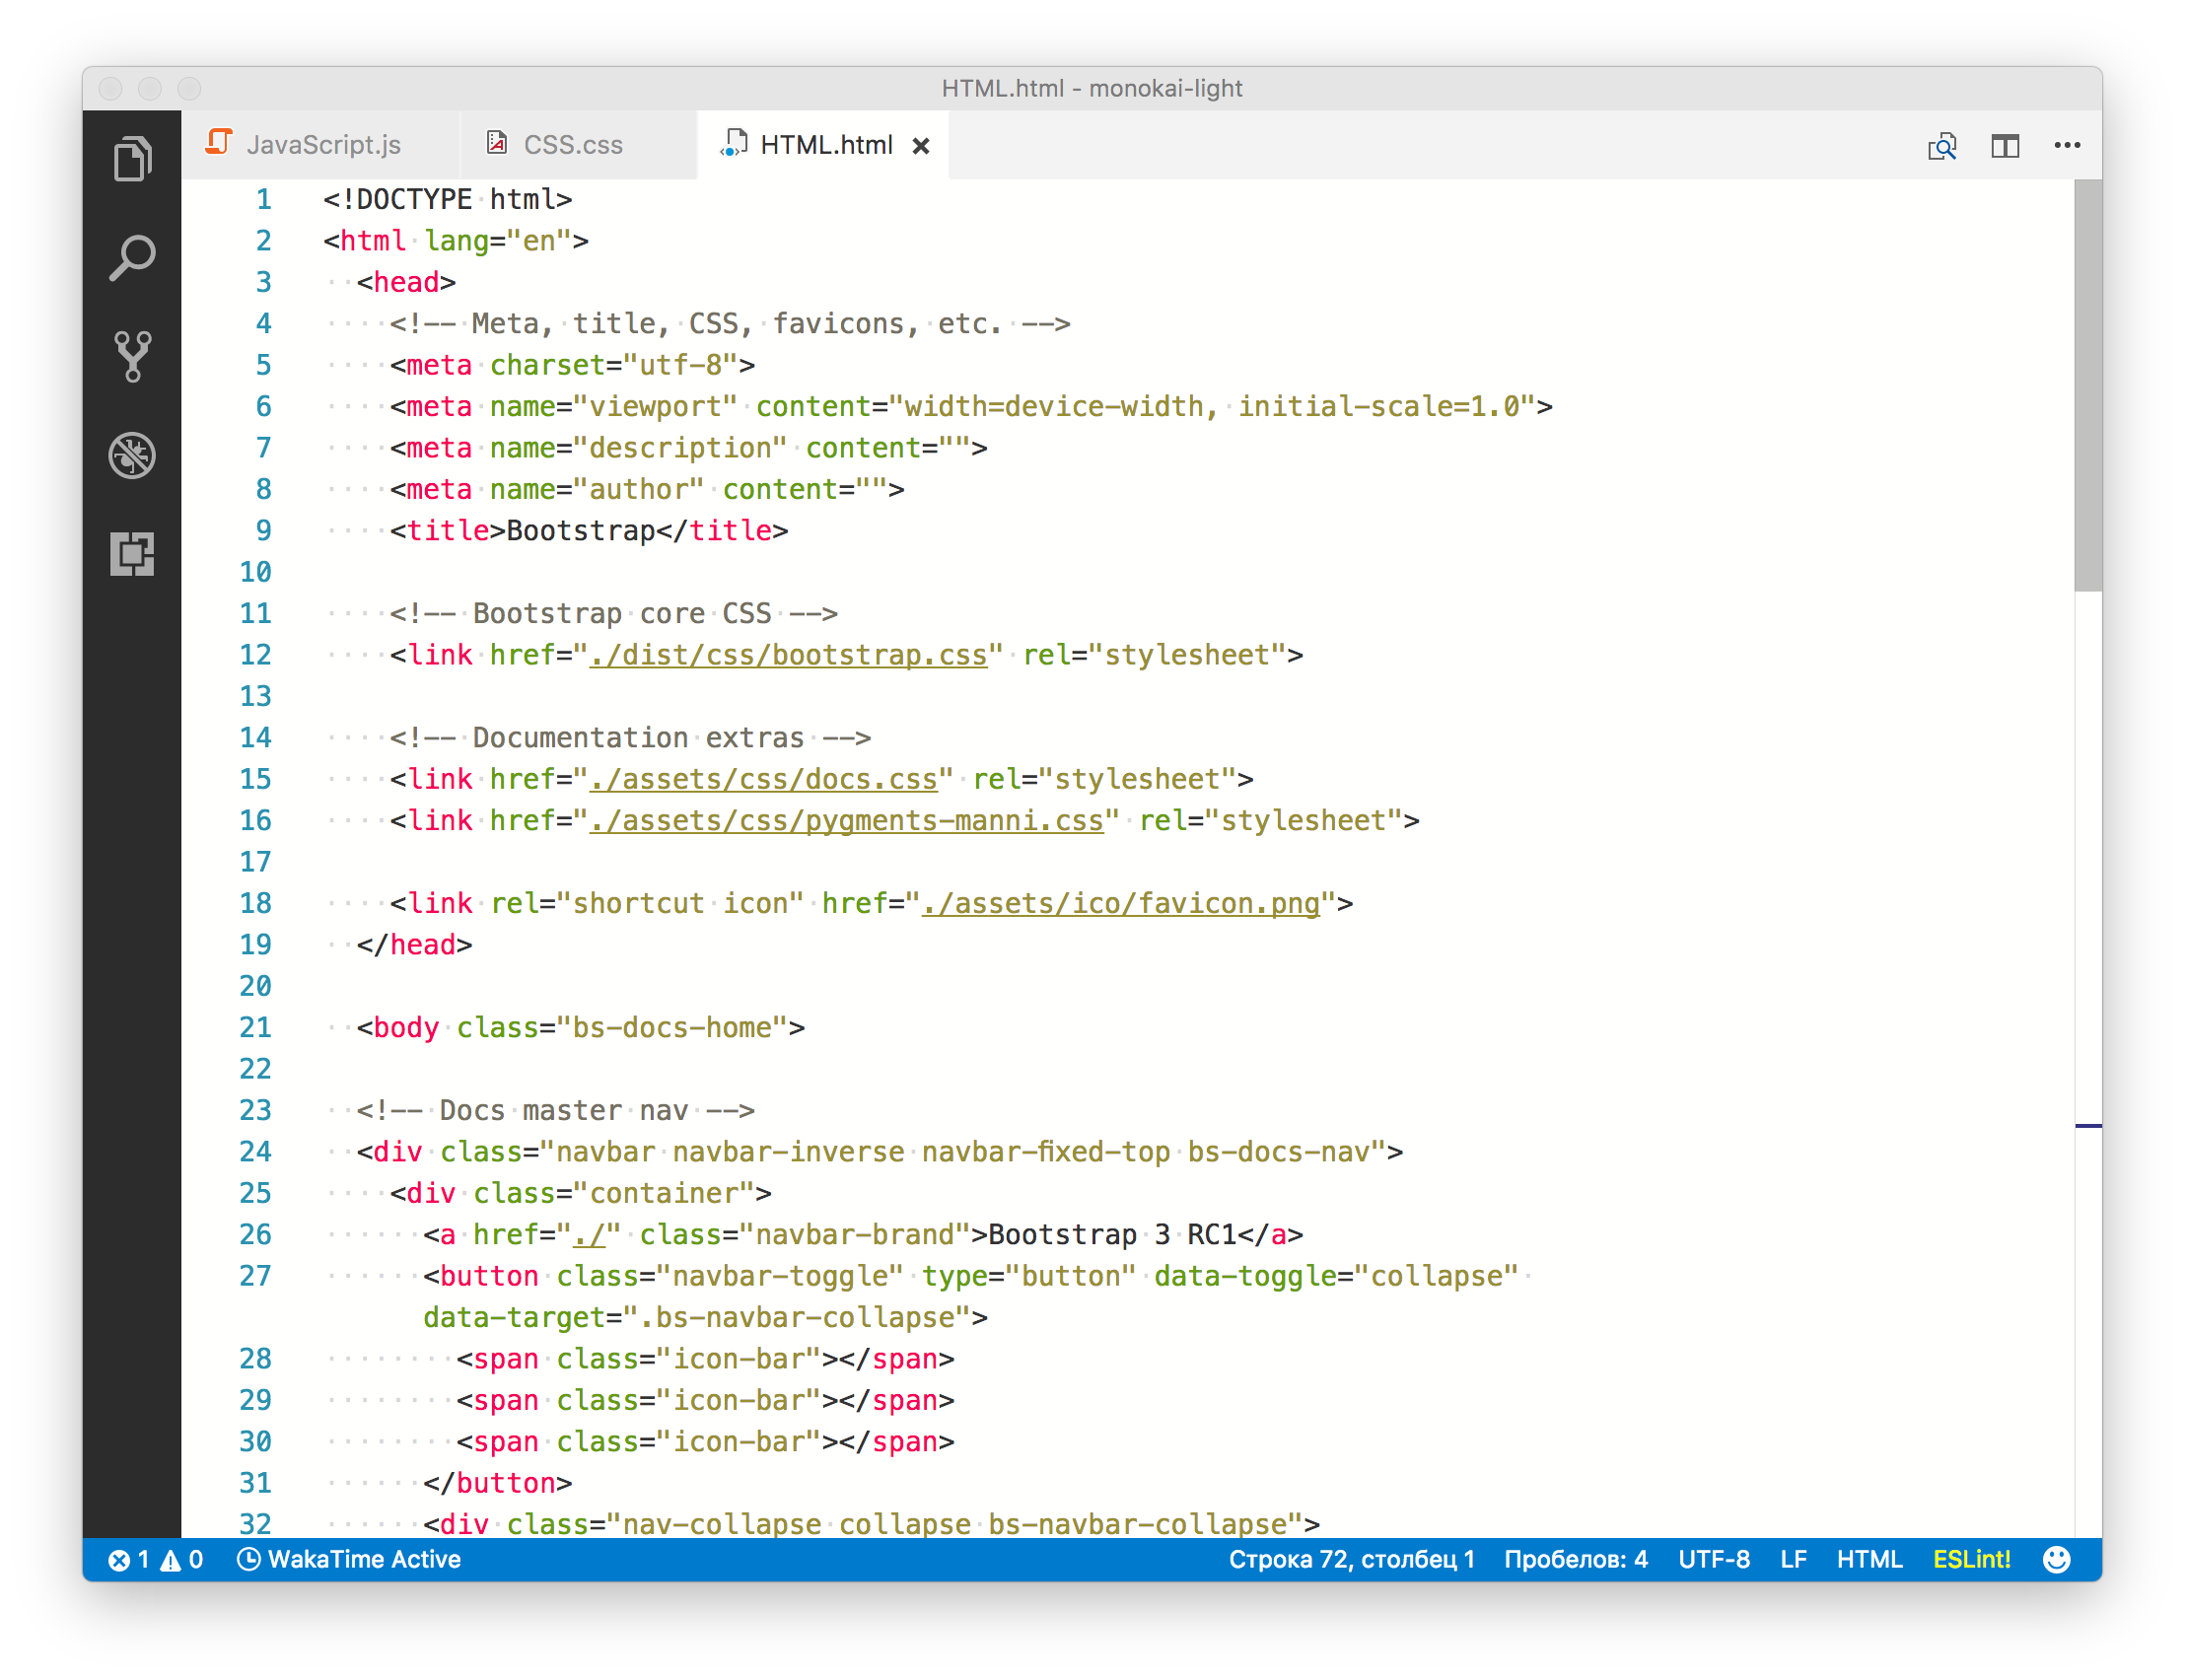 HTML.html - monokai-light
JavaScript.js CSS.css HTML.html
1 <!DOCTYPE html>
2 <html lang="en">
3 <head>
4 <!-- Meta, title, CSS, favicons, etc. -->
5 <meta charset="utf-8">
6 <meta name="viewport" content="width=device-width, initial-scale=1.0">
7 <meta name="description" content="">
8 <meta name="author" content="">
9 <title>Bootstrap</title>
10
11 <!-- Bootstrap core CSS -->
12 <link href="./dist/css/bootstrap.css" rel="stylesheet">
13
14 <!-- Documentation extras -->
15 <link href="./assets/css/docs.css" rel="stylesheet">
16 <link href="./assets/css/pygments-manni.css" rel="stylesheet">
17
18 <link rel="shortcut icon" href="./assets/ico/favicon.png">
19 </head>
20
21 <body class="bs-docs-home">
22
23 <!-- Docs master nav -->
24 <div class="navbar navbar-inverse navbar-fixed-top bs-docs-nav">
25 <div class="container">
26 <a href="./" class="navbar-brand">Bootstrap 3 RC1</a>
27 <button class="navbar-toggle" type="button" data-toggle="collapse"
data-target=".bs-navbar-collapse">
28 <span class="icon-bar"></span>
29 <span class="icon-bar"></span>
30 <span class="icon-bar"></span>
31 </button>
32 <div class="nav-collapse collapse bs-navbar-collapse">
1 0 WakaTime Active Строка 72, столбец 1 Пробелов: 4 UTF-8 LF HTML ESLint!